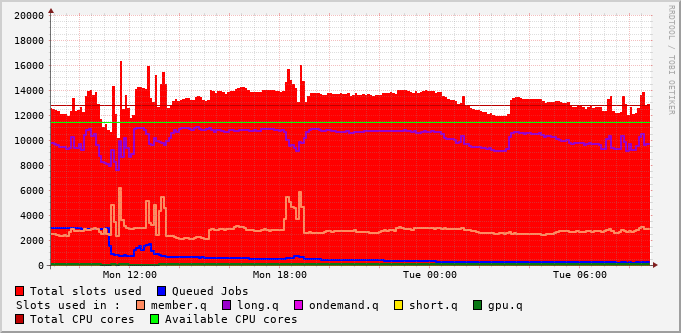 20000
18000
16000
14000
12000
10000
8000
6000
4000
2000
0
Mon 12:00 Mon 18:00 Tue 00:00 Tue 06:00
RRDTOOL / TOBI OETIKER
Total slots used Queued Jobs
Slots used in : member.q long.q ondemand.q short.q gpu.q
Total CPU cores Available CPU cores